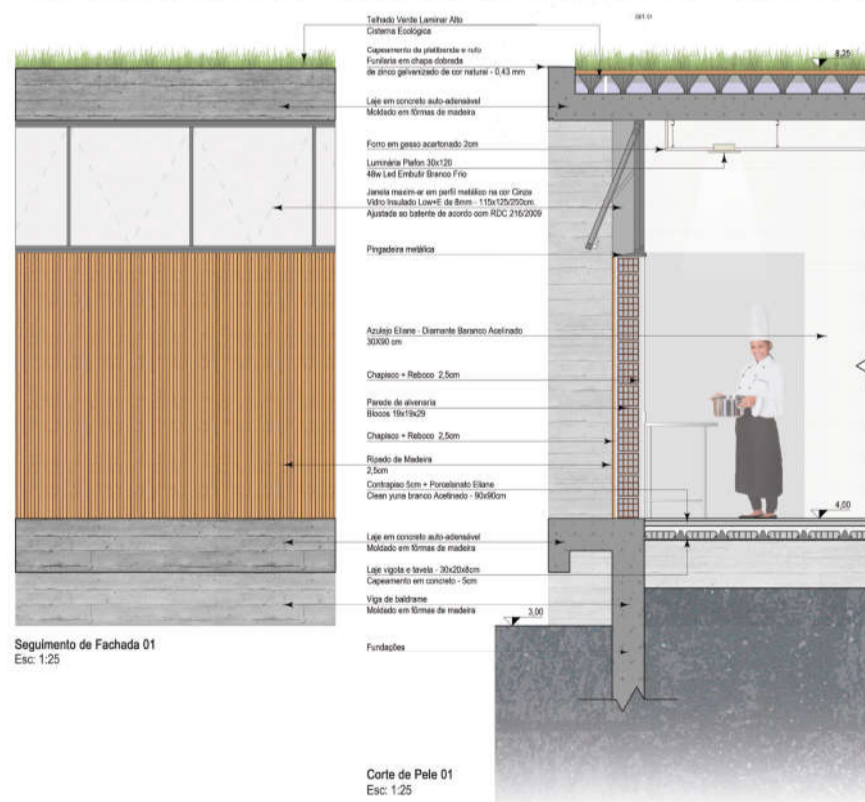 Telhado Verde Laminar Alto
Cisterna Ecológica
Capeamento da platibanda e rufo
Funilaria em chapa dobrada
de zinco galvanizado de cor natural - 0,43 mm
8,25
Laje em concreto auto-adensável
Moldado em fôrmas de madeira
Forro em gesso acartonado 2cm
Luminária Plafon 30x120
48w Led Embutir Branco Frio
Janela maxim-ar em perfil metálico na cor Cinza
Vidro Insulado Low+E de 8mm - 115x125/250cm
Ajustada ao batente de acordo com RDC 216/2009
Pingadeira metálica
Azulejo Eliane - Diamante Baranco Acetinado
30X90 cm
Chapisco + Reboco 2,5cm
Parede de alvenaria
Blocos 19x19x29
Chapisco + Reboco 2,5cm
Ripado de Madeira
2,5cm
Contrapiso 5cm + Porcelanato Eliane
Clean yuna branco Acetinado - 90x90cm
4,00
Laje em concreto auto-adensável
Moldado em fôrmas de madeira
Laje vigota e tavela - 30x20x8cm
Capeamento em concreto - 5cm
Viga de baldrame
Moldado em fôrmas de madeira
3,00
Fundações
Seguimento de Fachada 01
Esc: 1:25
Corte de Pele 01
Esc: 1:25